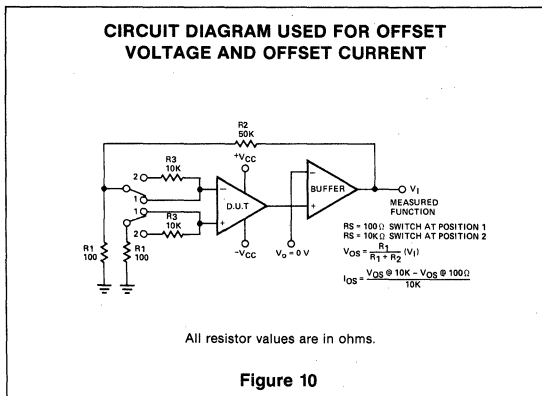 CIRCUIT DIAGRAM USED FOR OFFSET
VOLTAGE AND OFFSET CURRENT
R2
50K
+VCC
R3
10K
2
1
1
2
R3
10K
−
+
D.U.T
−VCC
R1
100
R1
100
−
+
BUFFER
Vo = 0 V
VI
MEASURED
FUNCTION
RS = 100Ω SWITCH AT POSITION 1
RS = 10KΩ SWITCH AT POSITION 2
VOS = R1 / (R1 + R2) (VI)
IOS = (VOS @ 10K − VOS @ 100Ω) / 10K
All resistor values are in ohms.
Figure 10